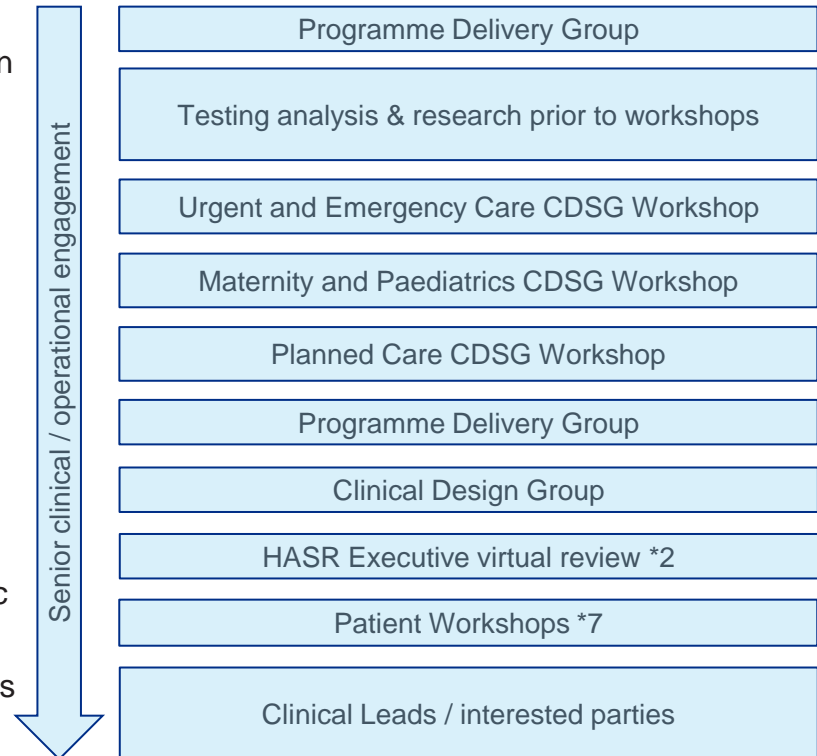 Programme Delivery Group
Testing analysis & research prior to workshops
Urgent and Emergency Care CDSG Workshop
Maternity and Paediatrics CDSG Workshop
Planned Care CDSG Workshop
Programme Delivery Group
Clinical Design Group
HASR Executive virtual review *2
Patient Workshops *7
Clinical Leads / interested parties
Senior clinical / operational engagement